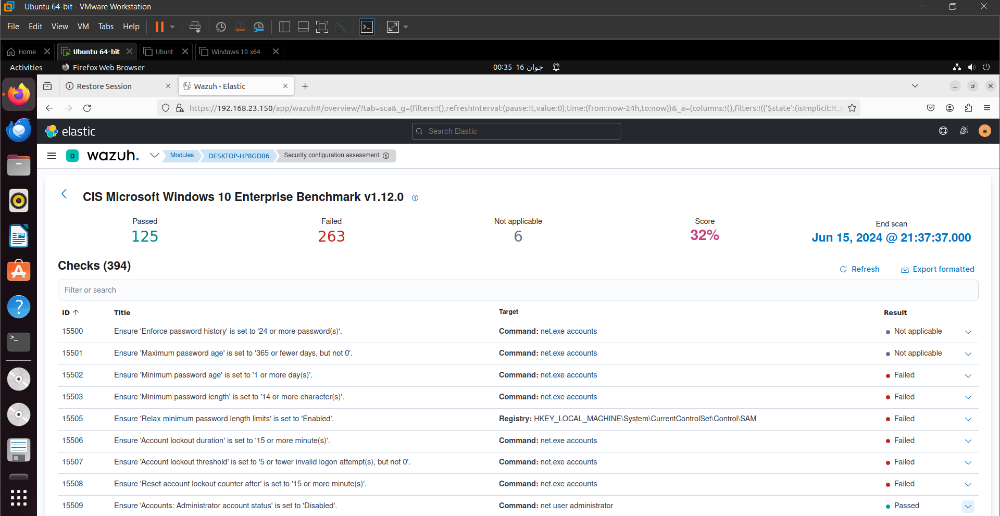 Ubuntu 64-bit - VMware Workstation
File Edit View VM Tabs Help
Home
Ubuntu 64-bit
Ubunt
Windows 10 x64
Activities
Firefox Web Browser
00:35 16 جوان
Restore Session
Wazuh - Elastic
https://192.168.23.150/app/wazuh#/overview/?tab=sca&_g=(filters:!(),refreshInterval:(pause:!t,value:0),time:(from:now-24h,to:now))&_a=(columns:!(),filters:!(('$state':(isImplicit:!t,s
elastic
Search Elastic
e
D
wazuh.
Modules
DESKTOP-HP8GD86
Security configuration assessment
CIS Microsoft Windows 10 Enterprise Benchmark v1.12.0
Passed
125
Failed
263
Not applicable
6
Score
32%
End scan
Jun 15, 2024 @ 21:37:37.000
Checks (394)
Refresh
Export formatted
Filter or search
ID Title Target Result
15500 Ensure 'Enforce password history' is set to '24 or more password(s)'. Command: net.exe accounts Not applicable
15501 Ensure 'Maximum password age' is set to '365 or fewer days, but not 0'. Command: net.exe accounts Not applicable
15502 Ensure 'Minimum password age' is set to '1 or more day(s)'. Command: net.exe accounts Failed
15503 Ensure 'Minimum password length' is set to '14 or more character(s)'. Command: net.exe accounts Failed
15505 Ensure 'Relax minimum password length limits' is set to 'Enabled'. Registry: HKEY_LOCAL_MACHINE\System\CurrentControlSet\Control\SAM Failed
15506 Ensure 'Account lockout duration' is set to '15 or more minute(s)'. Command: net.exe accounts Failed
15507 Ensure 'Account lockout threshold' is set to '5 or fewer invalid logon attempt(s), but not 0'. Command: net.exe accounts Failed
15508 Ensure 'Reset account lockout counter after' is set to '15 or more minute(s)'. Command: net.exe accounts Failed
15509 Ensure 'Accounts: Administrator account status' is set to 'Disabled'. Command: net user administrator Passed